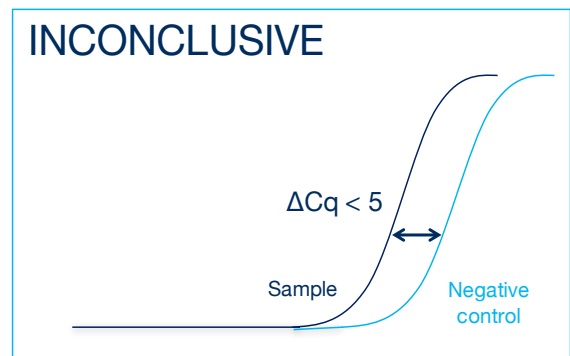 INCONCLUSIVE
ΔCq < 5
Sample
Negative
control